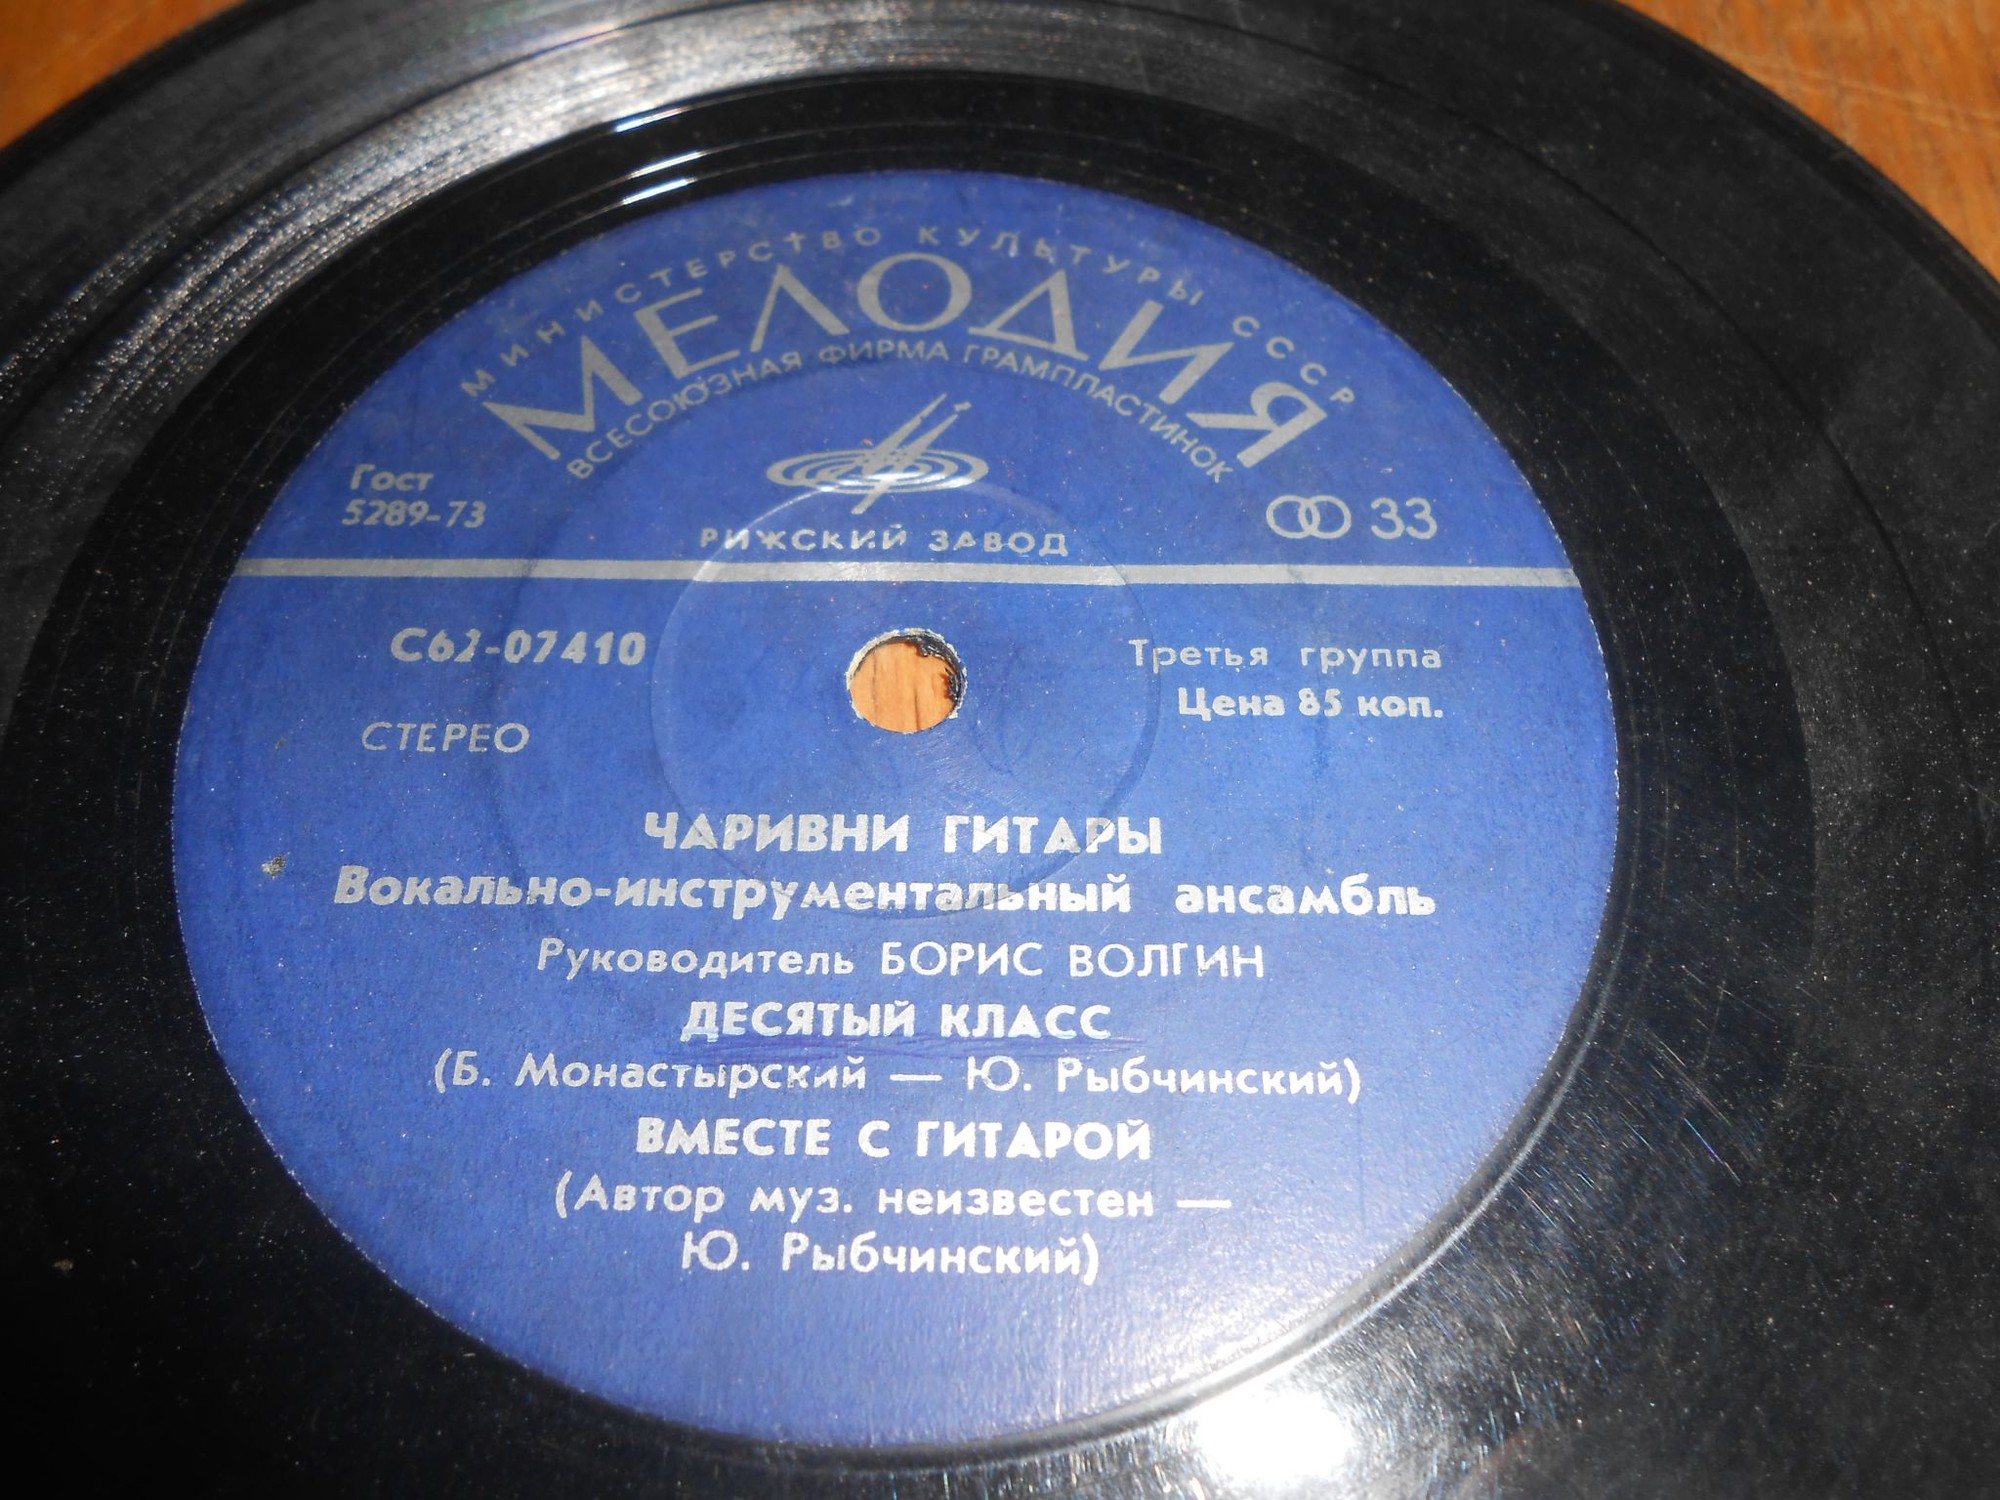 МИНИСТЕРСТВО КУЛЬТУРЫ СССР
МЕЛОДИЯ
ВСЕСОЮЗНАЯ ФИРМА ГРАМПЛАСТИНОК
Гост
5289-73
33
РИЖСКИЙ ЗАВОД
С62-07410
Третья группа
Цена 85 коп.
СТЕРЕО
ЧАРИВНИ ГИТАРЫ
Вокально-инструментальный ансамбль
Руководитель БОРИС ВОЛГИН
ДЕСЯТЫЙ КЛАСС
(Б. Монастырский — Ю. Рыбчинский)
ВМЕСТЕ С ГИТАРОЙ
(Автор муз. неизвестен —
Ю. Рыбчинский)